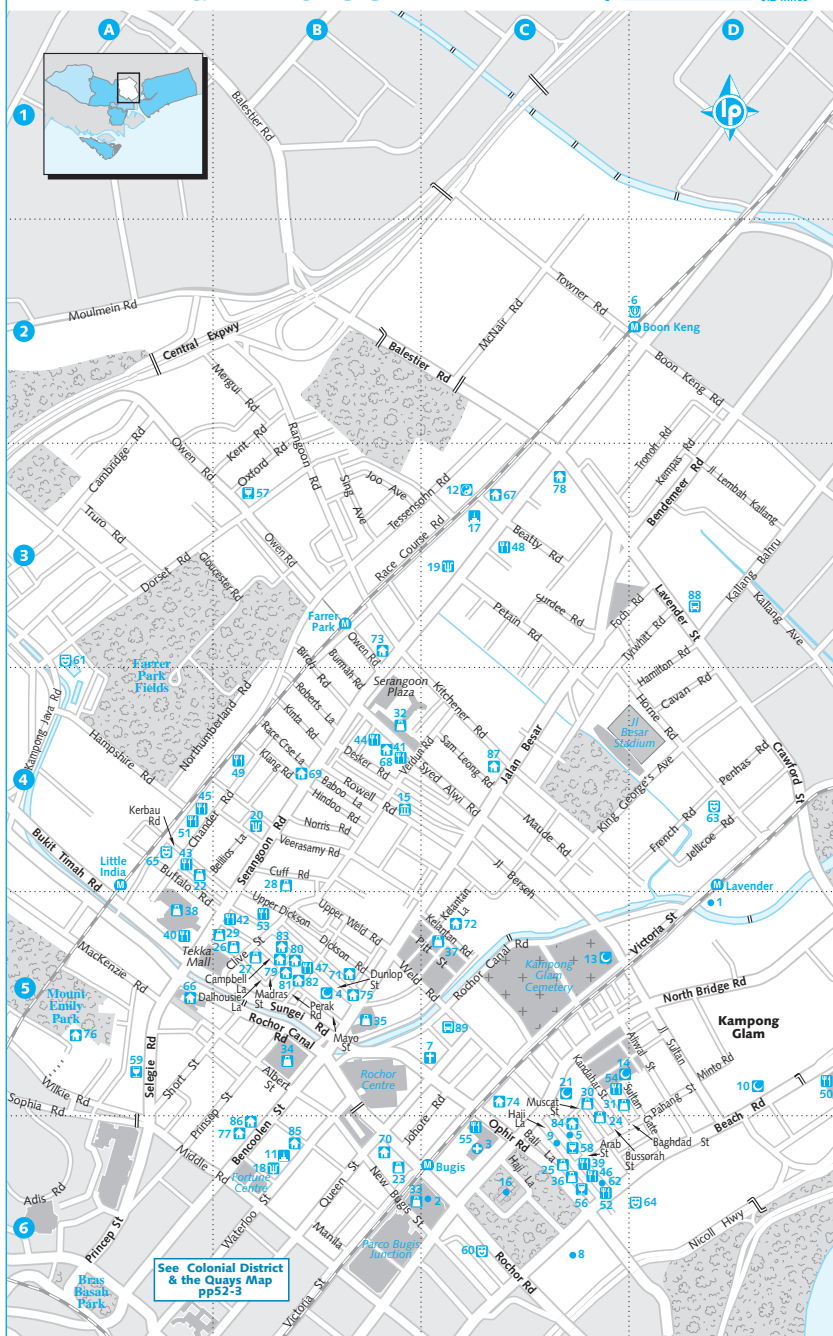 A
B
C
D
1
lp
Balestier Rd
Moulmein Rd
2
Central Expwy
Balestier Rd
McNair Rd
Towner Rd
6
M Boon Keng
Boon Keng Rd
Mergui Rd
Kent Rd
Oxford Rd
57
Rangoon Rd
Sing Ave
Joo Ave
Tessensohn Rd
12
67
78
17
Tronoh Rd
Kempas Rd
Bendemeer Rd
Jl Lembah Kallang
Cambridge Rd
Owen Rd
Truro Rd
Dorset Rd
Gloucester Rd
Owen Rd
Race Course Rd
48
Beatty Rd
19
3
Surdee Rd
Petain Rd
Foch Rd
Lavender St
88
Kallang Bahru
Kallang Ave
Tyrwhitt Rd
Hamilton Rd
Cavan Rd
Horne Rd
Farrer
Park
M
73
Owen Rd
Burmah Rd
Birch Rd
Roberts La
Kinta Rd
Race Crse La
Klang Rd
69
61
Farrer
Park
Fields
Kampong Java Rd
Hampshire Rd
Northumberland Rd
49
Serangoon
Plaza
32
44
41
68
Desker Rd
Verdun Rd
Kitchener Rd
San Leong Rd
87
Syed Alwi Rd
Jalan Besar
Jl
Besar
Stadium
King George's Ave
Penhas Rd
Crawford St
63
French Rd
Jellicoe Rd
4
Kerbau
Rd
45
51
Chander Rd
20
Baboo La
Hindoo Rd
Rowell Rd
15
Norris Rd
Veerasamy Rd
Maude Rd
Jl Berseh
Bukit Timah Rd
65
43
22
Buffalo Rd
Belilios La
Serangoon Rd
Cuff Rd
28
Little
India
M
M Lavender
1
Victoria St
38
40
42
53
Upper Dickson
Upper Weld Rd
Dickson Rd
29
26
Clive St
83
80
47
71
27
79
81
82
Tekka
Mall
Campbell
La
Dalhousie
La
Madras
St
Perak
Rd
Mayo
St
Dunlop
St
4
75
35
Kelantan
La
72
Kelantan Rd
37
Pitt St
Weld Rd
Rochor Canal Rd
Kampong
Glam
Cemetery
13
North Bridge Rd
Kampong
Glam
MacKenzie Rd
66
5
Mount
Emily
Park
76
Sungei Rd
Rochor Canal
Rd
34
Albert
St
Rochor
Centre
89
7
59
Selegie Rd
Short St
Wilkie Rd
Sophia Rd
Prinsep St
Middle Rd
Bencoolen St
86
77
85
11
18
Fortune
Centre
Waterloo St
Queen St
Manila
70
23
33
New Bugis St
Johore Rd
M Bugis
2
Parco Bugis
Junction
Victoria St
74
21
Muscat
St
Kandahar St
14
54
Aliwal St
Jl Sultan
Minto Rd
10
50
30
31
24
Sultan
Gate
Pahang St
Beach Rd
Baghdad
St
Bussorah
St
Haji
La
84
5
9
58
Arab
St
55
3
Ophir Rd
Bali La
Haji La
25
36
39
46
62
56
52
16
64
Nicoll Hwy
60
Rochor Rd
8
6
Adis Rd
Princep St
Bras
Basah
Park
See Colonial District
& the Quays Map
pp52-3